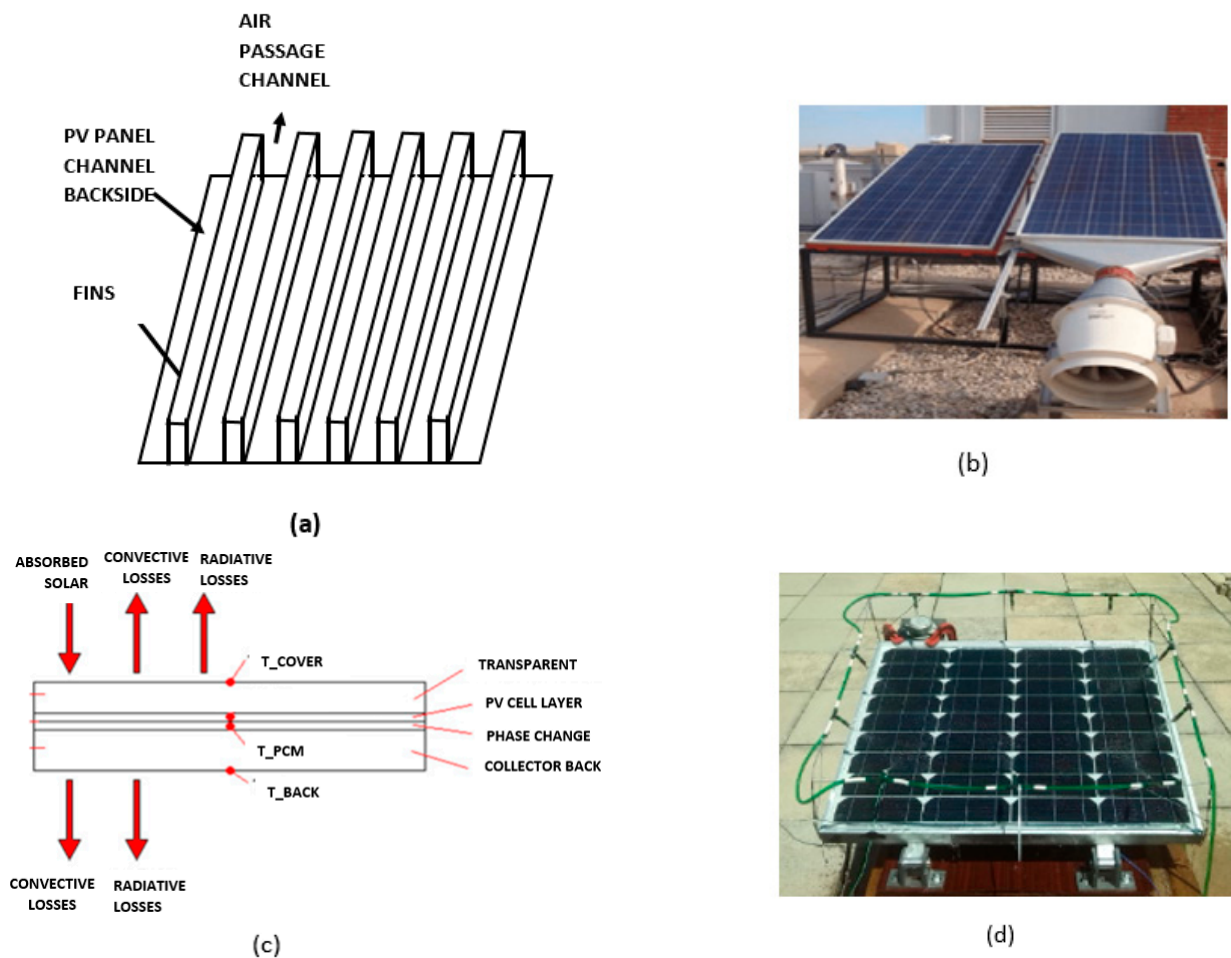 AIR
PASSAGE
CHANNEL
PV PANEL
CHANNEL
BACKSIDE
FINS
(a)
(b)
ABSORBED
SOLAR
CONVECTIVE
LOSSES
RADIATIVE
LOSSES
T_COVER
TRANSPARENT
PV CELL LAYER
PHASE CHANGE
T_PCM
COLLECTOR BACK
T_BACK
CONVECTIVE
LOSSES
RADIATIVE
LOSSES
(c)
(d)